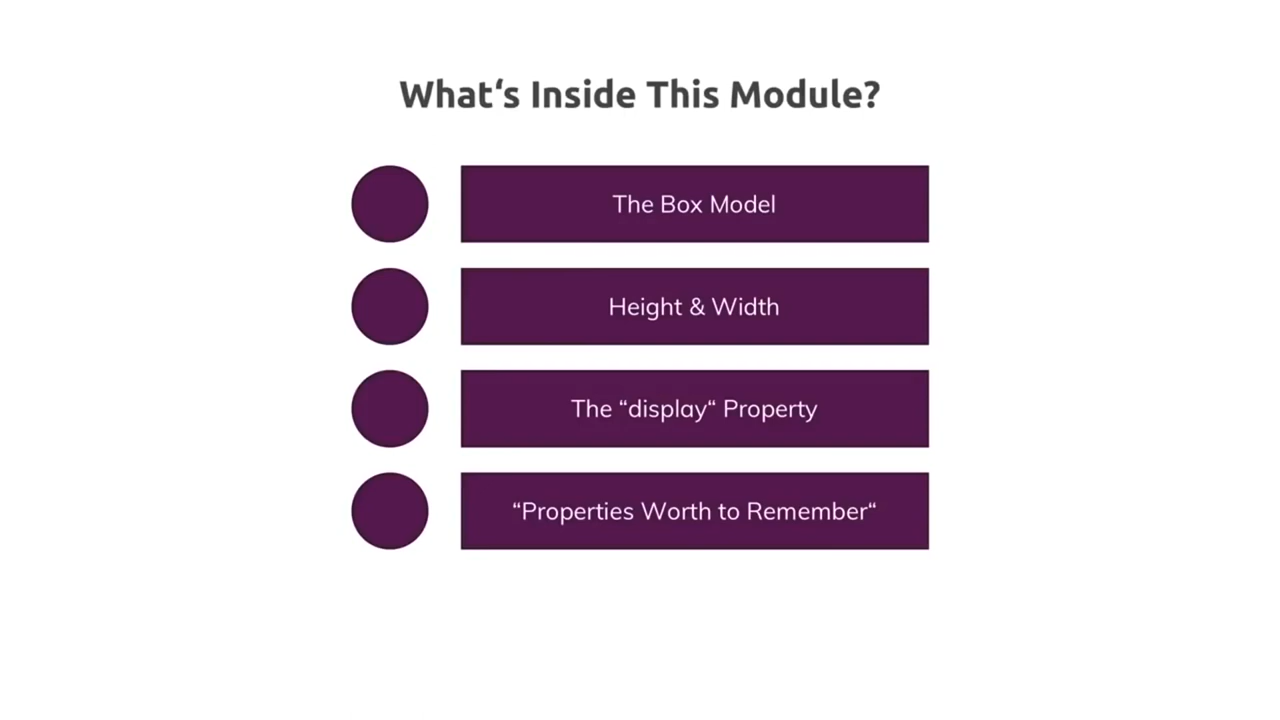 What‘s Inside This Module?
The Box Model
Height & Width
The “display“ Property
“Properties Worth to Remember“